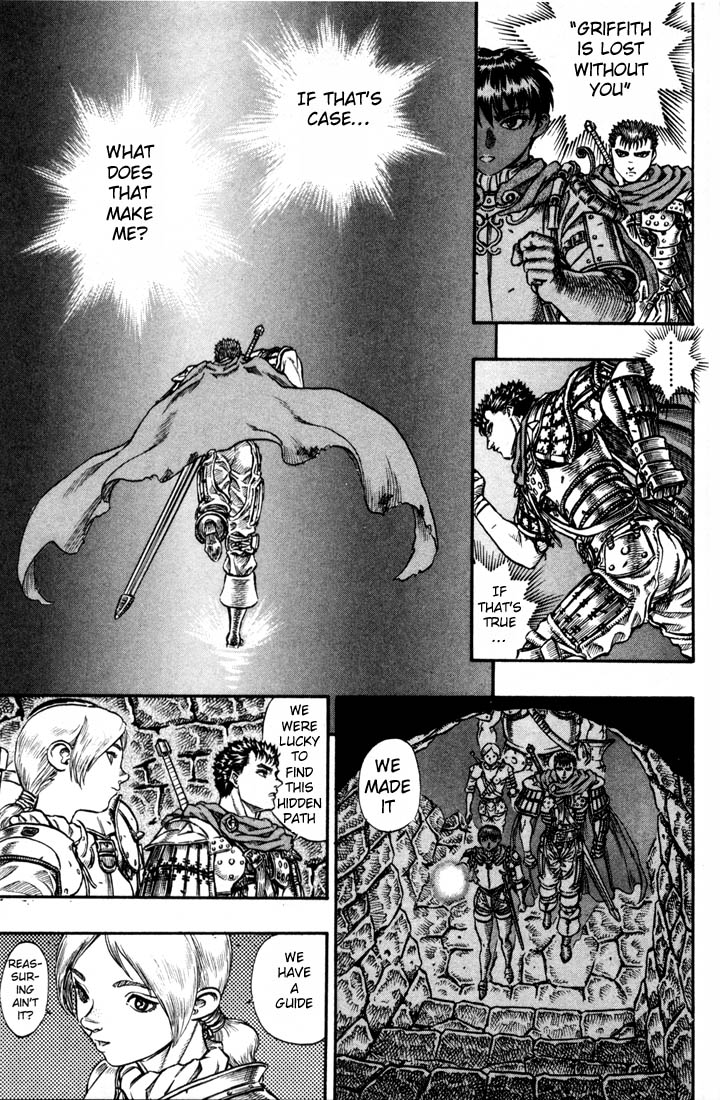 "GRIFFITH
IS LOST
WITHOUT
YOU"
..........
IF
THAT'S
TRUE
...
IF THAT'S
CASE...
WHAT
DOES
THAT
MAKE
ME?
WE
MADE
IT
WE
WERE
LUCKY
TO
FIND
THIS
HIDDEN
PATH
WE
HAVE
A
GUIDE
REAS-
SUR-
ING
AIN'T
IT?